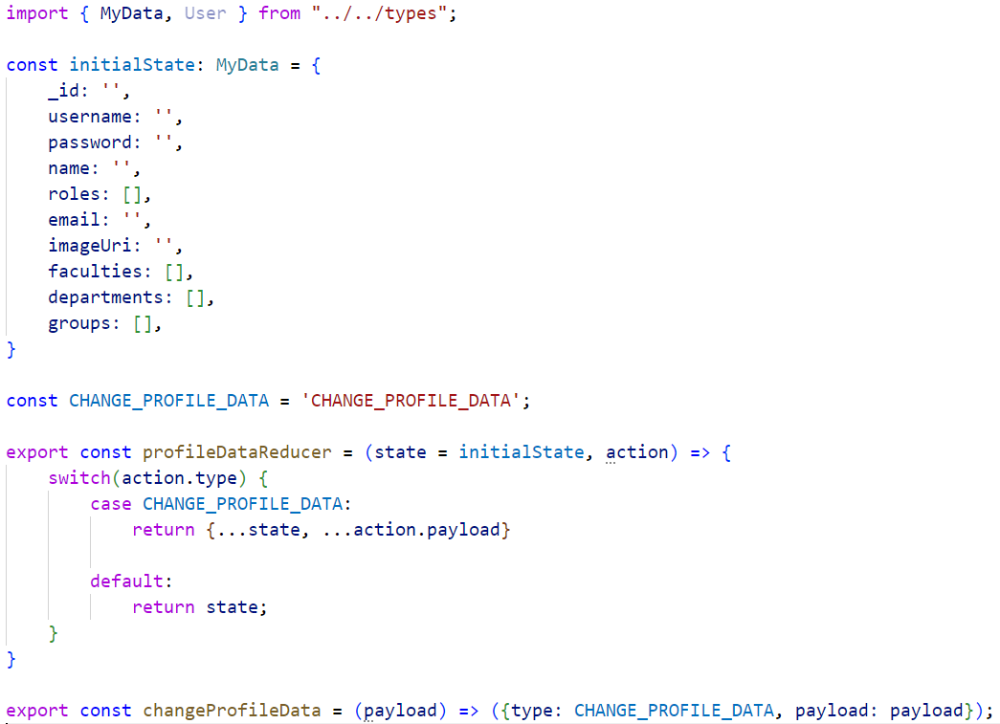 import { MyData, User } from "../../types";
const initialState: MyData = {
_id: '',
username: '',
password: '',
name: '',
roles: [],
email: '',
imageUri: '',
faculties: [],
departments: [],
groups: [],
}
const CHANGE_PROFILE_DATA = 'CHANGE_PROFILE_DATA';
export const profileDataReducer = (state = initialState, action) => {
switch(action.type) {
case CHANGE_PROFILE_DATA:
return {...state, ...action.payload}
default:
return state;
}
}
export const changeProfileData = (payload) => ({type: CHANGE_PROFILE_DATA, payload: payload});